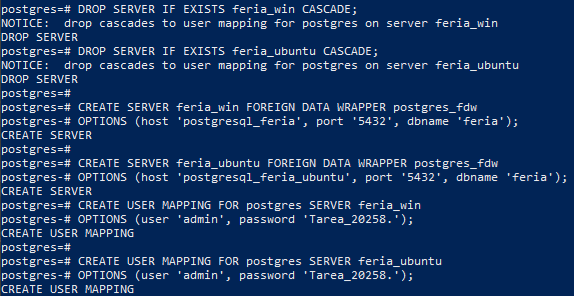 postgres=# DROP SERVER IF EXISTS feria_win CASCADE;
NOTICE:  drop cascades to user mapping for postgres on server feria_win
DROP SERVER
postgres=# DROP SERVER IF EXISTS feria_ubuntu CASCADE;
NOTICE:  drop cascades to user mapping for postgres on server feria_ubuntu
DROP SERVER
postgres=#
postgres=# CREATE SERVER feria_win FOREIGN DATA WRAPPER postgres_fdw
postgres-# OPTIONS (host 'postgresql_feria', port '5432', dbname 'feria');
CREATE SERVER
postgres=#
postgres=# CREATE SERVER feria_ubuntu FOREIGN DATA WRAPPER postgres_fdw
postgres-# OPTIONS (host 'postgresql_feria_ubuntu', port '5432', dbname 'feria');
CREATE SERVER
postgres=# CREATE USER MAPPING FOR postgres SERVER feria_win
postgres-# OPTIONS (user 'admin', password 'Tarea_20258.');
CREATE USER MAPPING
postgres=#
postgres=# CREATE USER MAPPING FOR postgres SERVER feria_ubuntu
postgres-# OPTIONS (user 'admin', password 'Tarea_20258.');
CREATE USER MAPPING